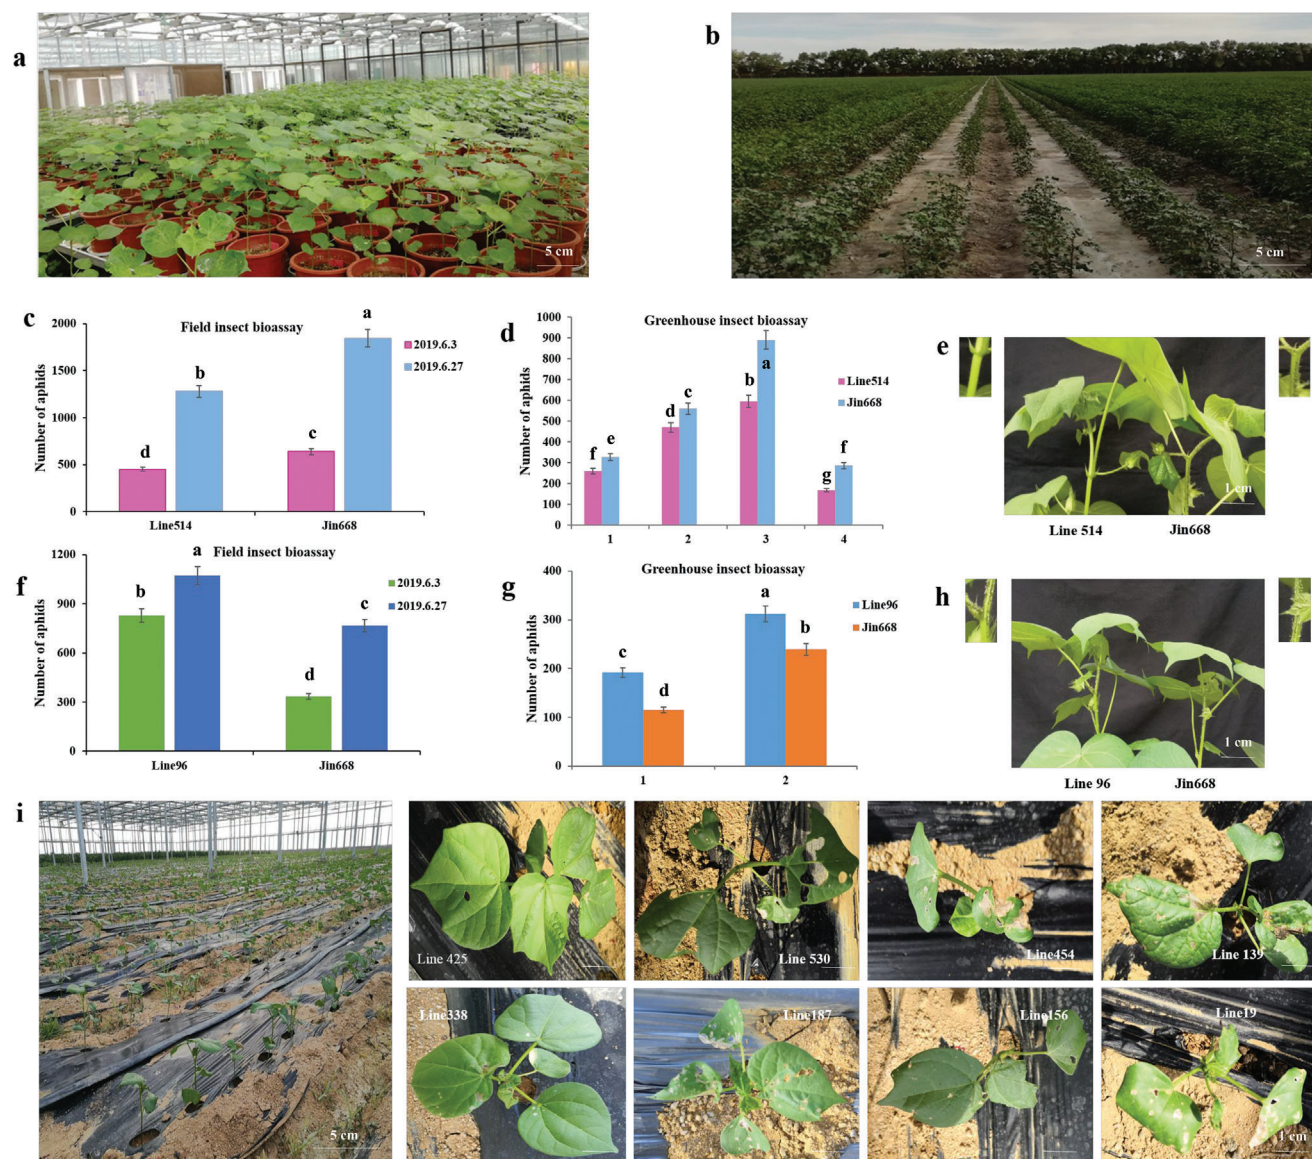 a
5 cm
b
5 cm
c
Field insect bioassay
2019.6.3
2019.6.27
Number of aphids
2000
1500
1000
500
0
d
b
c
a
Line514
Jin668
d
Greenhouse insect bioassay
Line514
Jin668
Number of aphids
1000
900
800
700
600
500
400
300
200
100
0
f
e
d
c
b
a
g
f
1
2
3
4
e
1 cm
Line 514
Jin668
f
Field insect bioassay
2019.6.3
2019.6.27
Number of aphids
1200
900
600
300
0
b
a
d
c
Line96
Jin668
g
Greenhouse insect bioassay
Line96
Jin668
Number of aphids
400
300
200
100
0
c
d
a
b
1
2
h
1 cm
Line 96
Jin668
i
5 cm
Line 425
Line 530
Line454
Line 139
Line338
Line187
Line156
Line19
1 cm